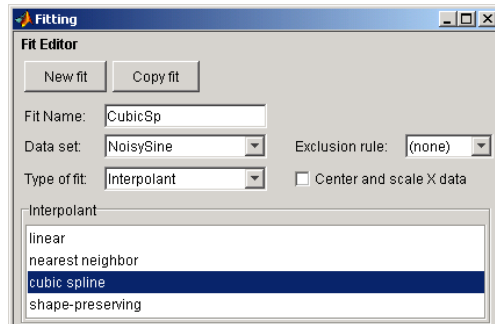 Fitting
Fit Editor
New fit Copy fit
Fit Name: CubicSp
Data set: NoisySine Exclusion rule: (none)
Type of fit: Interpolant Center and scale X data
Interpolant
linear
nearest neighbor
cubic spline
shape-preserving